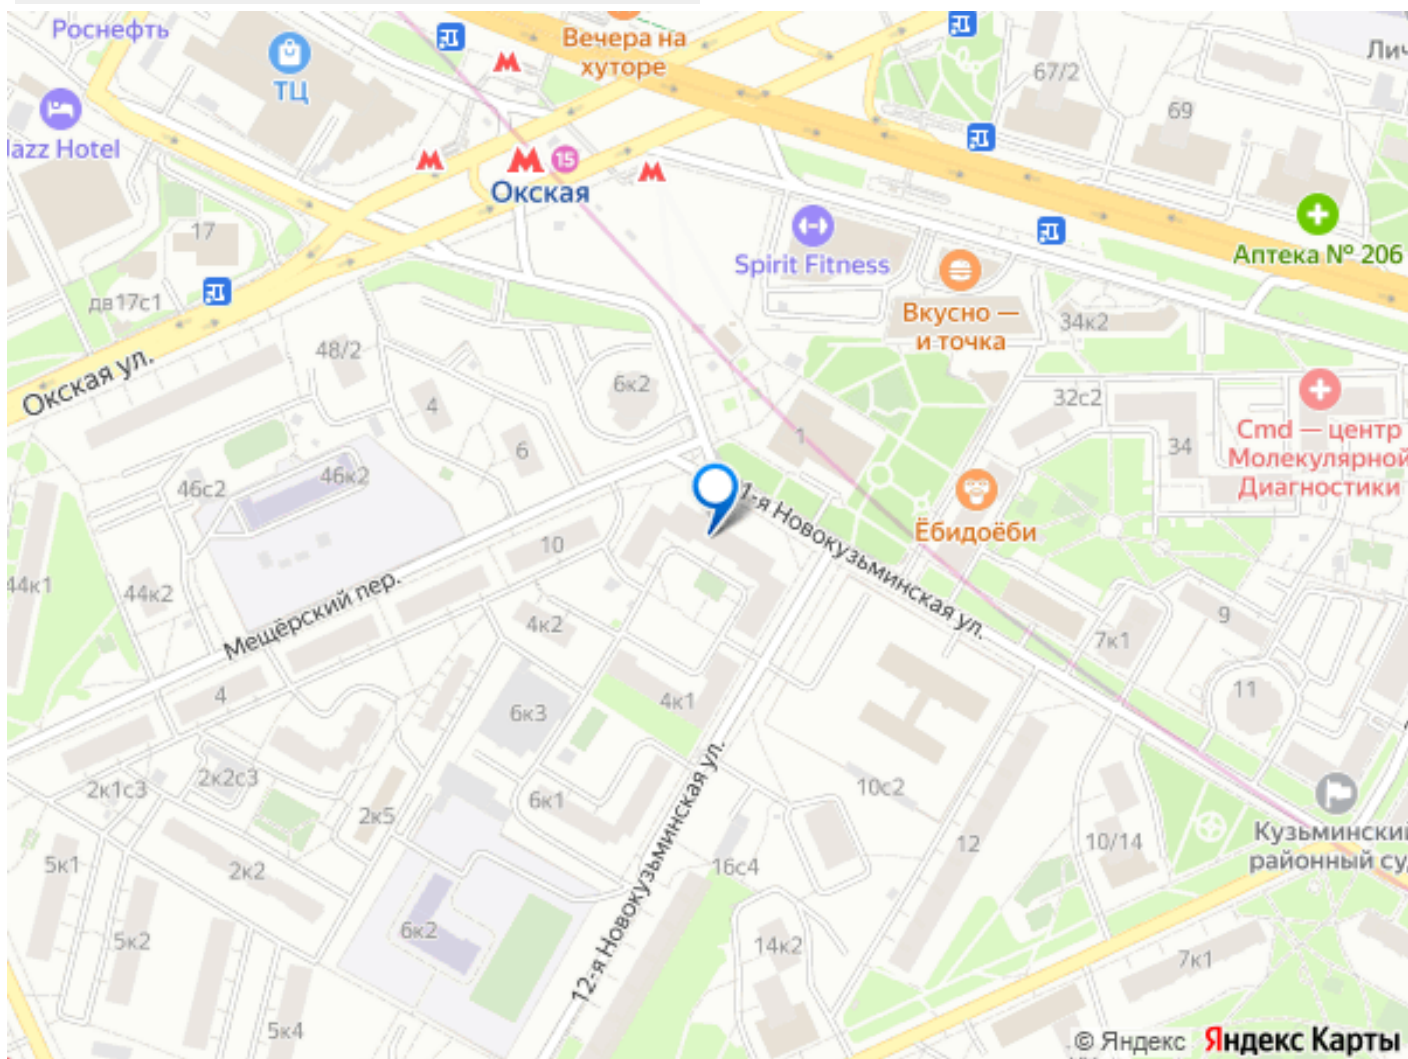 Роснефть
Вечера на
хуторе
ТЦ
67/2
69
Jazz Hotel
15
Окская
17
Spirit Fitness
Аптека № 206
дв17с1
Вкусно —
и точка
34к2
48/2
Окская ул.
6к2
4
32с2
6
1
34
Cmd — центр
Молекулярной
Диагностики
46с2
46к2
1-я Новокузьминская ул.
Ёбидоёби
10
44к1
44к2
Мещёрский пер.
4к2
9
7к1
4
4к1
11
6к3
2к1с3
2к2с3
6к1
10с2
2к5
12-я Новокузьминская ул.
12
10/14
Кузьминский
районный су
5к1
2к2
16с4
5к2
6к2
14к2
7к1
5к4
© Яндекс Яндекс Карты